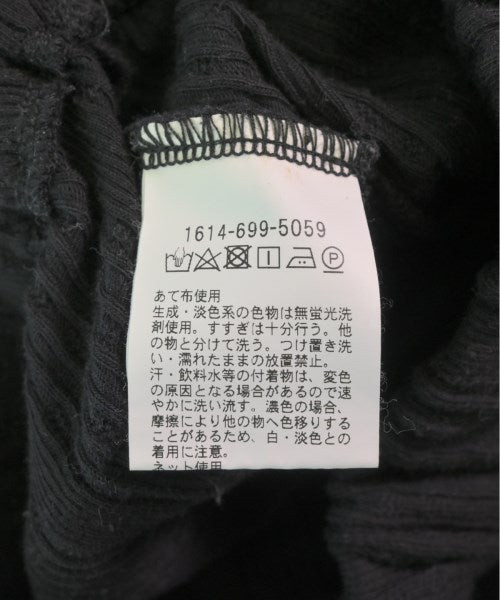 1614-699-5059
P
あて布使用
生成・淡色系の色物は無蛍光洗
剤使用。すすぎは十分行う。他
の物と分けて洗う。つけ置き洗
い・濡れたままの放置禁止。
汗・飲料水等の付着物は、変色
の原因となる場合があるので速
やかに洗い流す。濃色の場合、
摩擦により他の物へ色移りする
ことがあるため、白・淡色との
着用に注意。
ネット使用